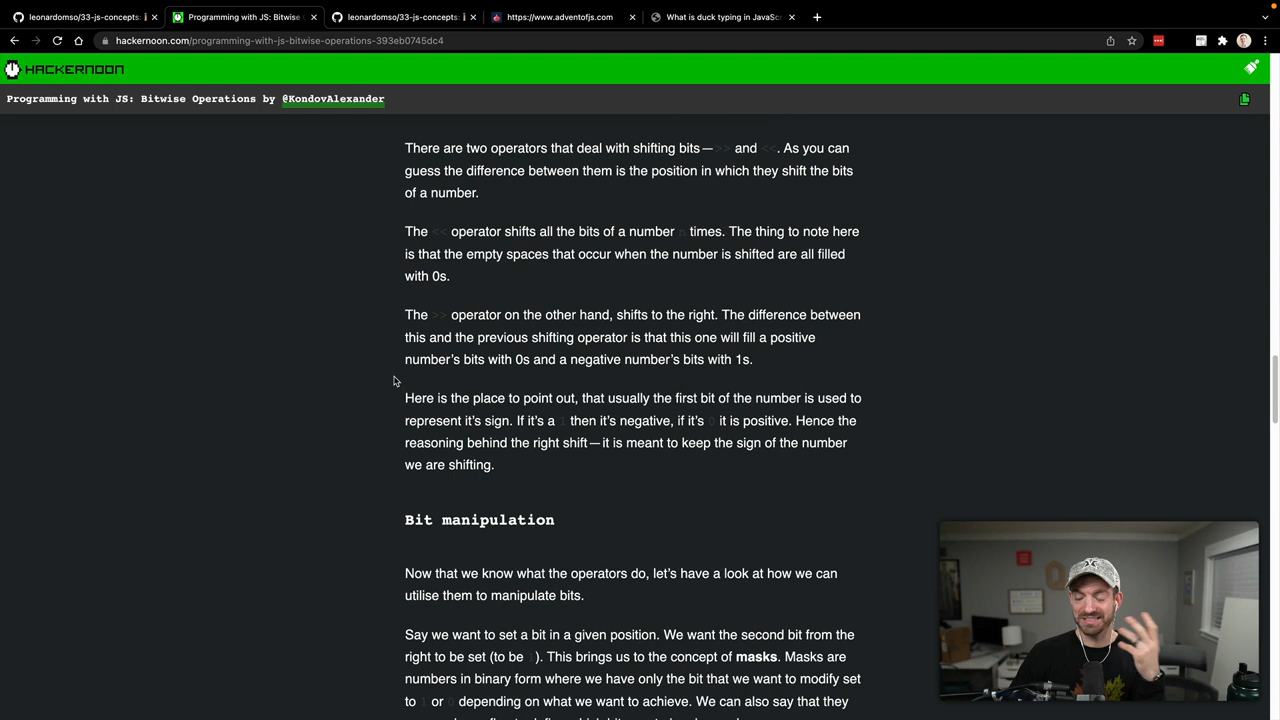 leonardomso/33-js-concepts:
Programming with JS: Bitwise
leonardomso/33-js-concepts:
https://www.adventofjs.com
What is duck typing in JavaScr
hackernoon.com/programming-with-js-bitwise-operations-393eb0745dc4
HACKERNOON
Programming with JS: Bitwise Operations by @KondovAlexander
There are two operators that deal with shifting bits — >> and <<. As you can
guess the difference between them is the position in which they shift the bits
of a number.
The << operator shifts all the bits of a number n times. The thing to note here
is that the empty spaces that occur when the number is shifted are all filled
with 0s.
The >> operator on the other hand, shifts to the right. The difference between
this and the previous shifting operator is that this one will fill a positive
number's bits with 0s and a negative number's bits with 1s.
Here is the place to point out, that usually the first bit of the number is used to
represent it's sign. If it's a 1 then it's negative, if it's 0 it is positive. Hence the
reasoning behind the right shift — it is meant to keep the sign of the number
we are shifting.
Bit manipulation
Now that we know what the operators do, let's have a look at how we can
utilise them to manipulate bits.
Say we want to set a bit in a given position. We want the second bit from the
right to be set (to be 1). This brings us to the concept of masks. Masks are
numbers in binary form where we have only the bit that we want to modify set
to 1 or 0 depending on what we want to achieve. We can also say that they